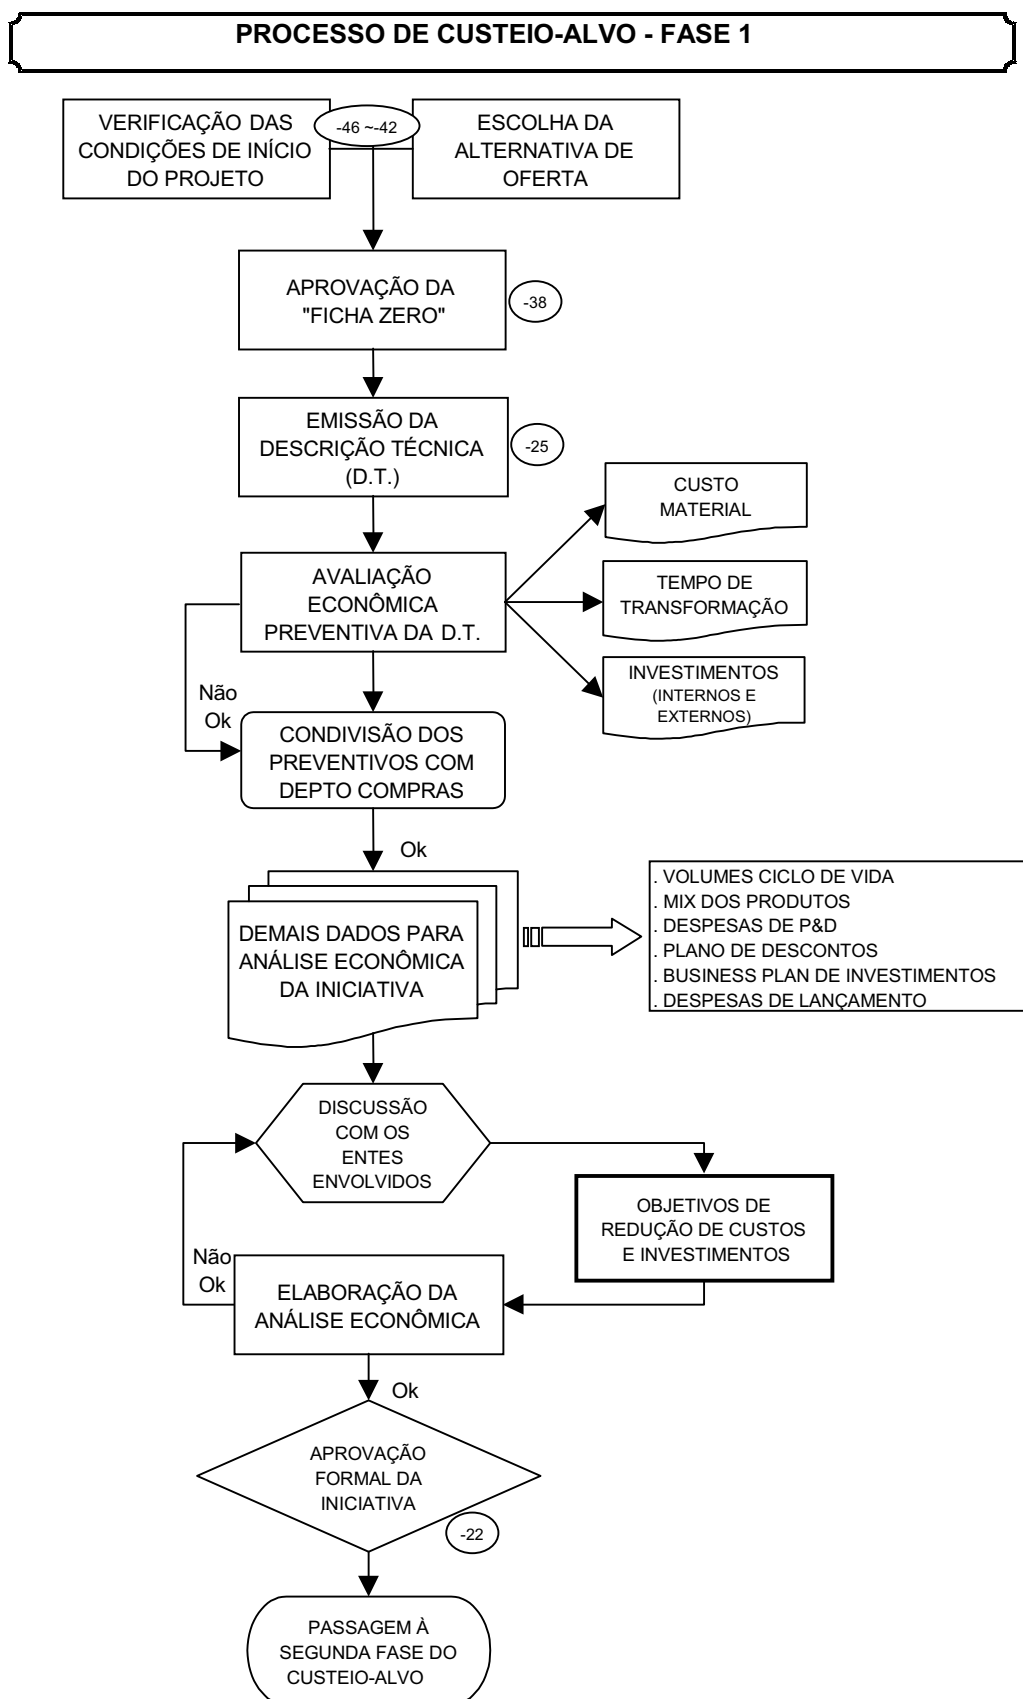 PROCESSO DE CUSTEIO-ALVO - FASE 1
VERIFICAÇÃO DAS
CONDIÇÕES DE INÍCIO
DO PROJETO
-46 ~-42
ESCOLHA DA
ALTERNATIVA DE
OFERTA
APROVAÇÃO DA
"FICHA ZERO"
-38
EMISSÃO DA
DESCRIÇÃO TÉCNICA
(D.T.)
-25
CUSTO
MATERIAL
AVALIAÇÃO
ECONÔMICA
PREVENTIVA DA D.T.
TEMPO DE
TRANSFORMAÇÃO
INVESTIMENTOS
(INTERNOS E
EXTERNOS)
Não
Ok
CONDIVISÃO DOS
PREVENTIVOS COM
DEPTO COMPRAS
Ok
DEMAIS DADOS PARA
ANÁLISE ECONÔMICA
DA INICIATIVA
. VOLUMES CICLO DE VIDA
. MIX DOS PRODUTOS
. DESPESAS DE P&D
. PLANO DE DESCONTOS
. BUSINESS PLAN DE INVESTIMENTOS
. DESPESAS DE LANÇAMENTO
DISCUSSÃO
COM OS
ENTES
ENVOLVIDOS
OBJETIVOS DE
REDUÇÃO DE CUSTOS
E INVESTIMENTOS
Não
Ok
ELABORAÇÃO DA
ANÁLISE ECONÔMICA
Ok
APROVAÇÃO
FORMAL DA
INICIATIVA
-22
PASSAGEM À
SEGUNDA FASE DO
CUSTEIO-ALVO